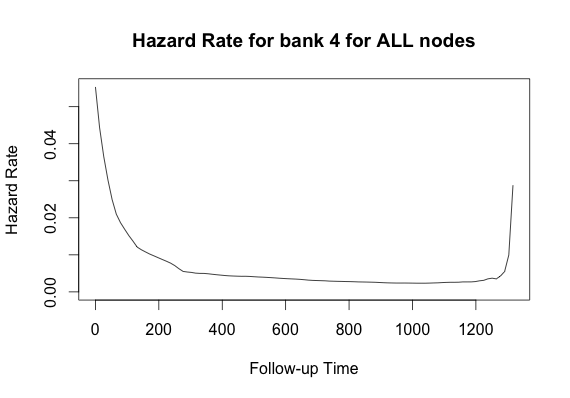 Hazard Rate for bank 4 for ALL nodes
Hazard Rate
0.04
0.02
0.00
0 200 400 600 800 1000 1200
Follow-up Time